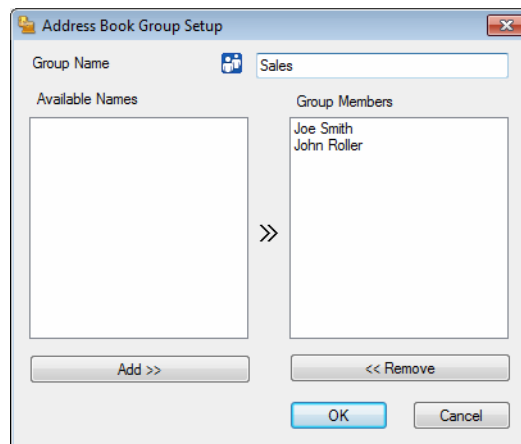 Address Book Group Setup
Group Name
Sales
Available Names
Group Members
Joe Smith
John Roller
Add >>
<< Remove
OK
Cancel